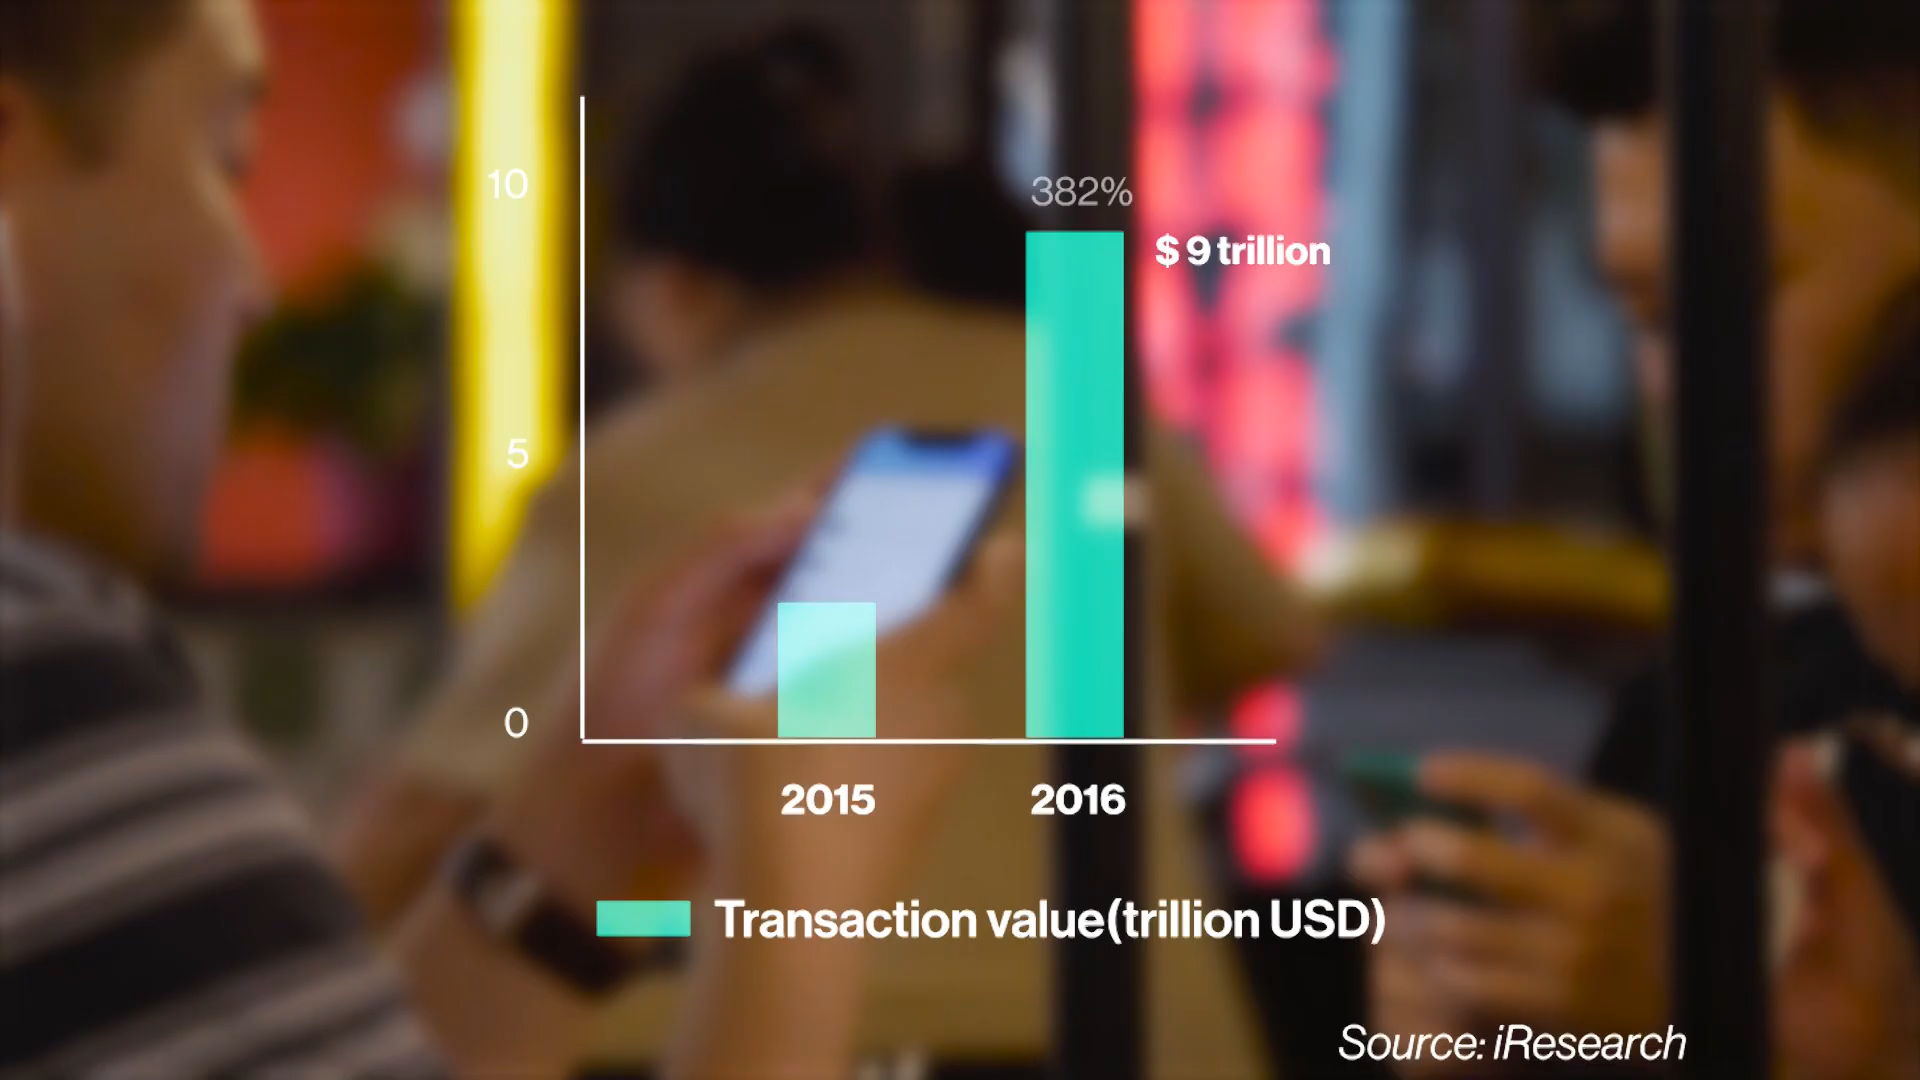 10
382%
$ 9 trillion
5
0
2015 2016
Transaction value(trillion USD)
Source: iResearch